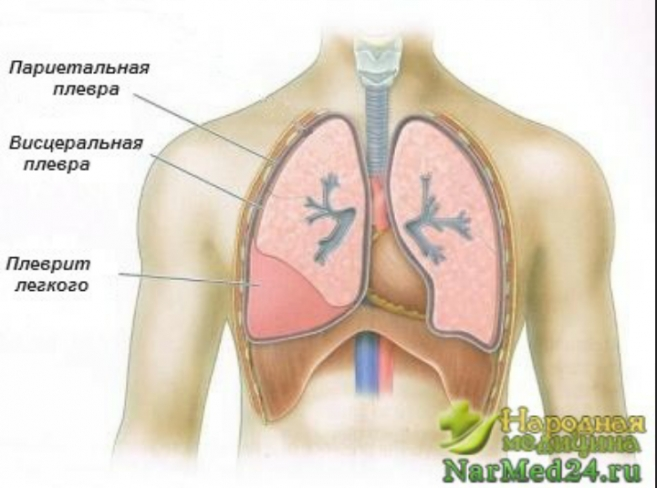 Париетальная
плевра
Висцеральная
плевра
Плеврит
легкого
Народная
медицина
NarMed24.ru